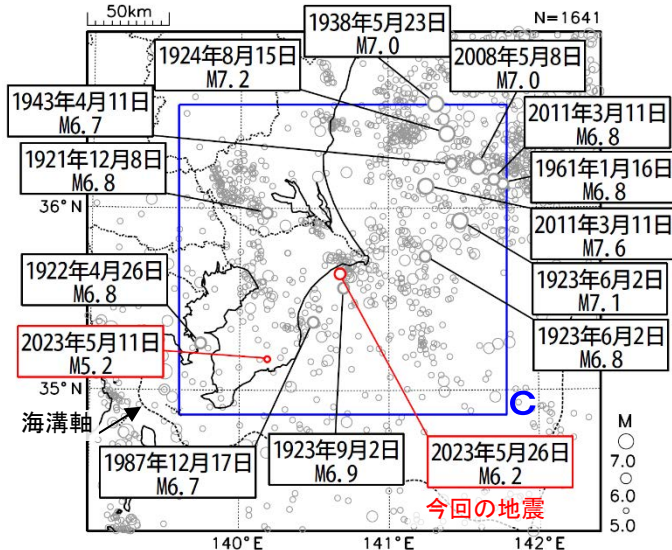 50km
N=1641
1938年5月23日
M7.0
1924年8月15日
M7.2
2008年5月8日
M7.0
1943年4月11日
M6.7
2011年3月11日
M6.8
1921年12月8日
M6.8
1961年1月16日
M6.8
36°N
2011年3月11日
M7.6
1922年4月26日
M6.8
1923年6月2日
M7.1
2023年5月11日
M5.2
1923年6月2日
M6.8
35°N
海溝軸
C
M
1987年12月17日
M6.7
1923年9月2日
M6.9
2023年5月26日
M6.2
7.0
6.0
5.0
今回の地震
140°E
141°E
142°E